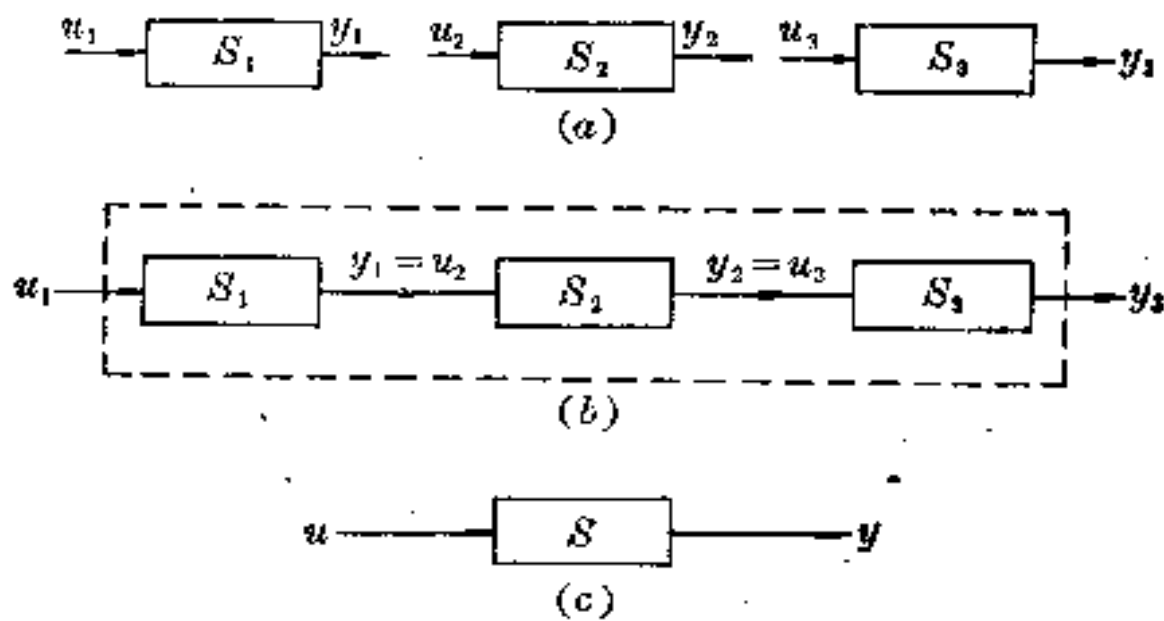 u₁ S₁ y₁ u₂ S₂ y₂ u₃ S₃ y₃
(a)
u₁ S₁ y₁ = u₂ S₂ y₂ = u₃ S₃ y₃
(b)
u S y
(c)